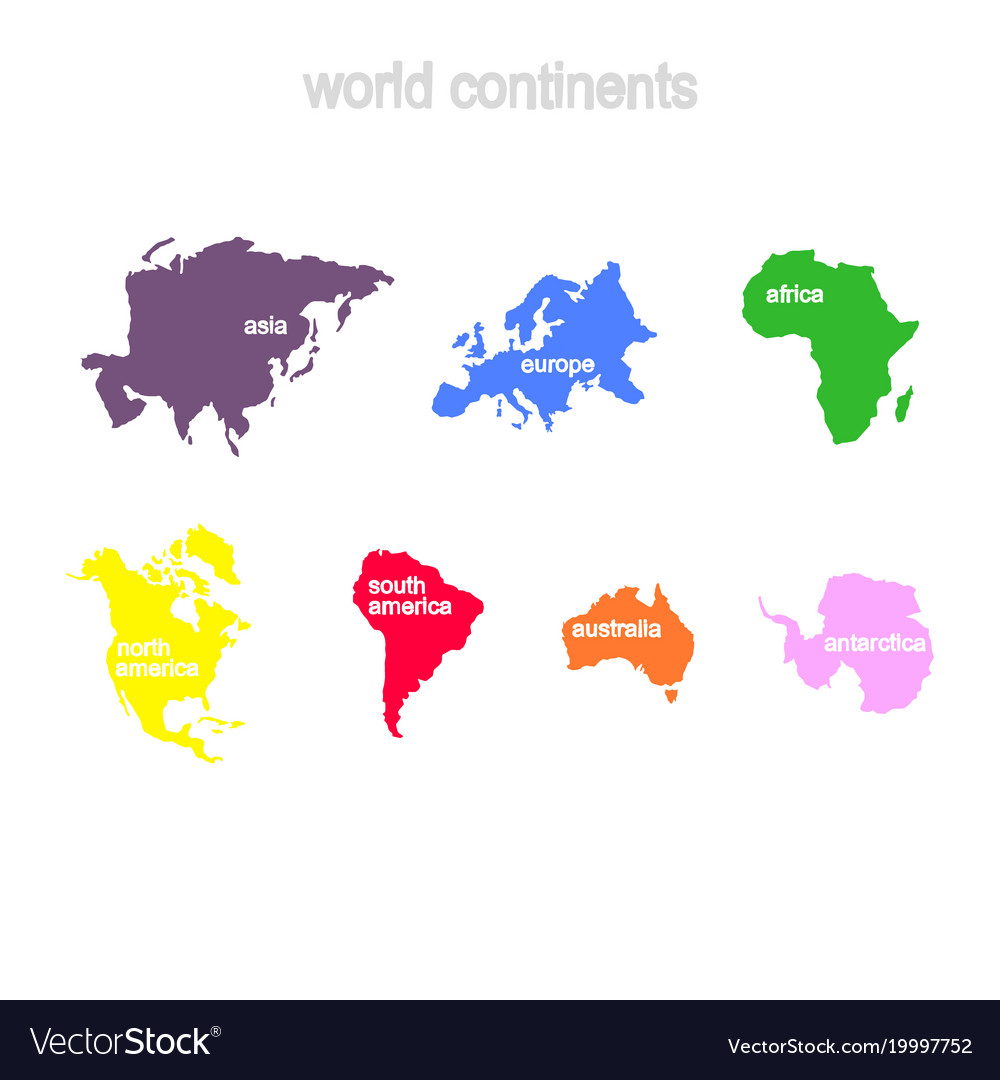 world continents
asia
europe
africa
north
america
south
america
australia
antarctica
VectorStock®
VectorStock.com/19997752